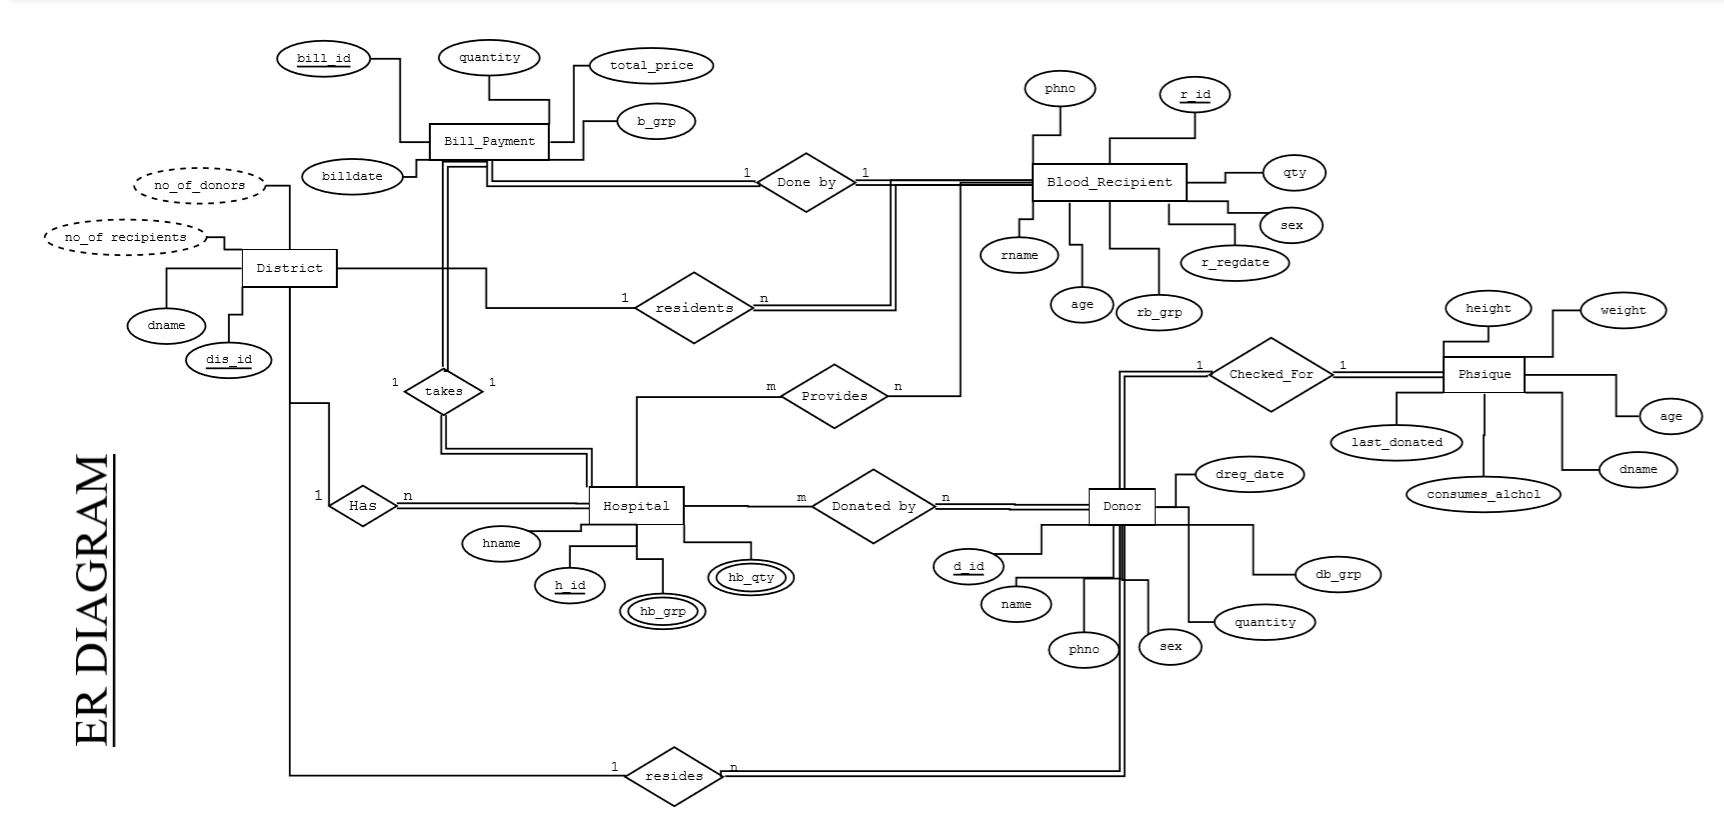 bill_id
quantity
total_price
b_grp
Bill_Payment
billdate
phno
r_id
qty
sex
r_regdate
Blood_Recipient
rname
age
rb_grp
1
Done by
1
no_of_donors
no_of recipients
District
dname
dis_id
1
residents
n
1
takes
1
m
Provides
n
1
Checked_For
1
height
weight
Phsique
age
last_donated
dname
consumes_alchol
1
Has
n
Hospital
hname
h_id
hb_grp
hb_qty
m
Donated by
n
Donor
dreg_date
d_id
name
phno
sex
quantity
db_grp
1
resides
n
ER DIAGRAM